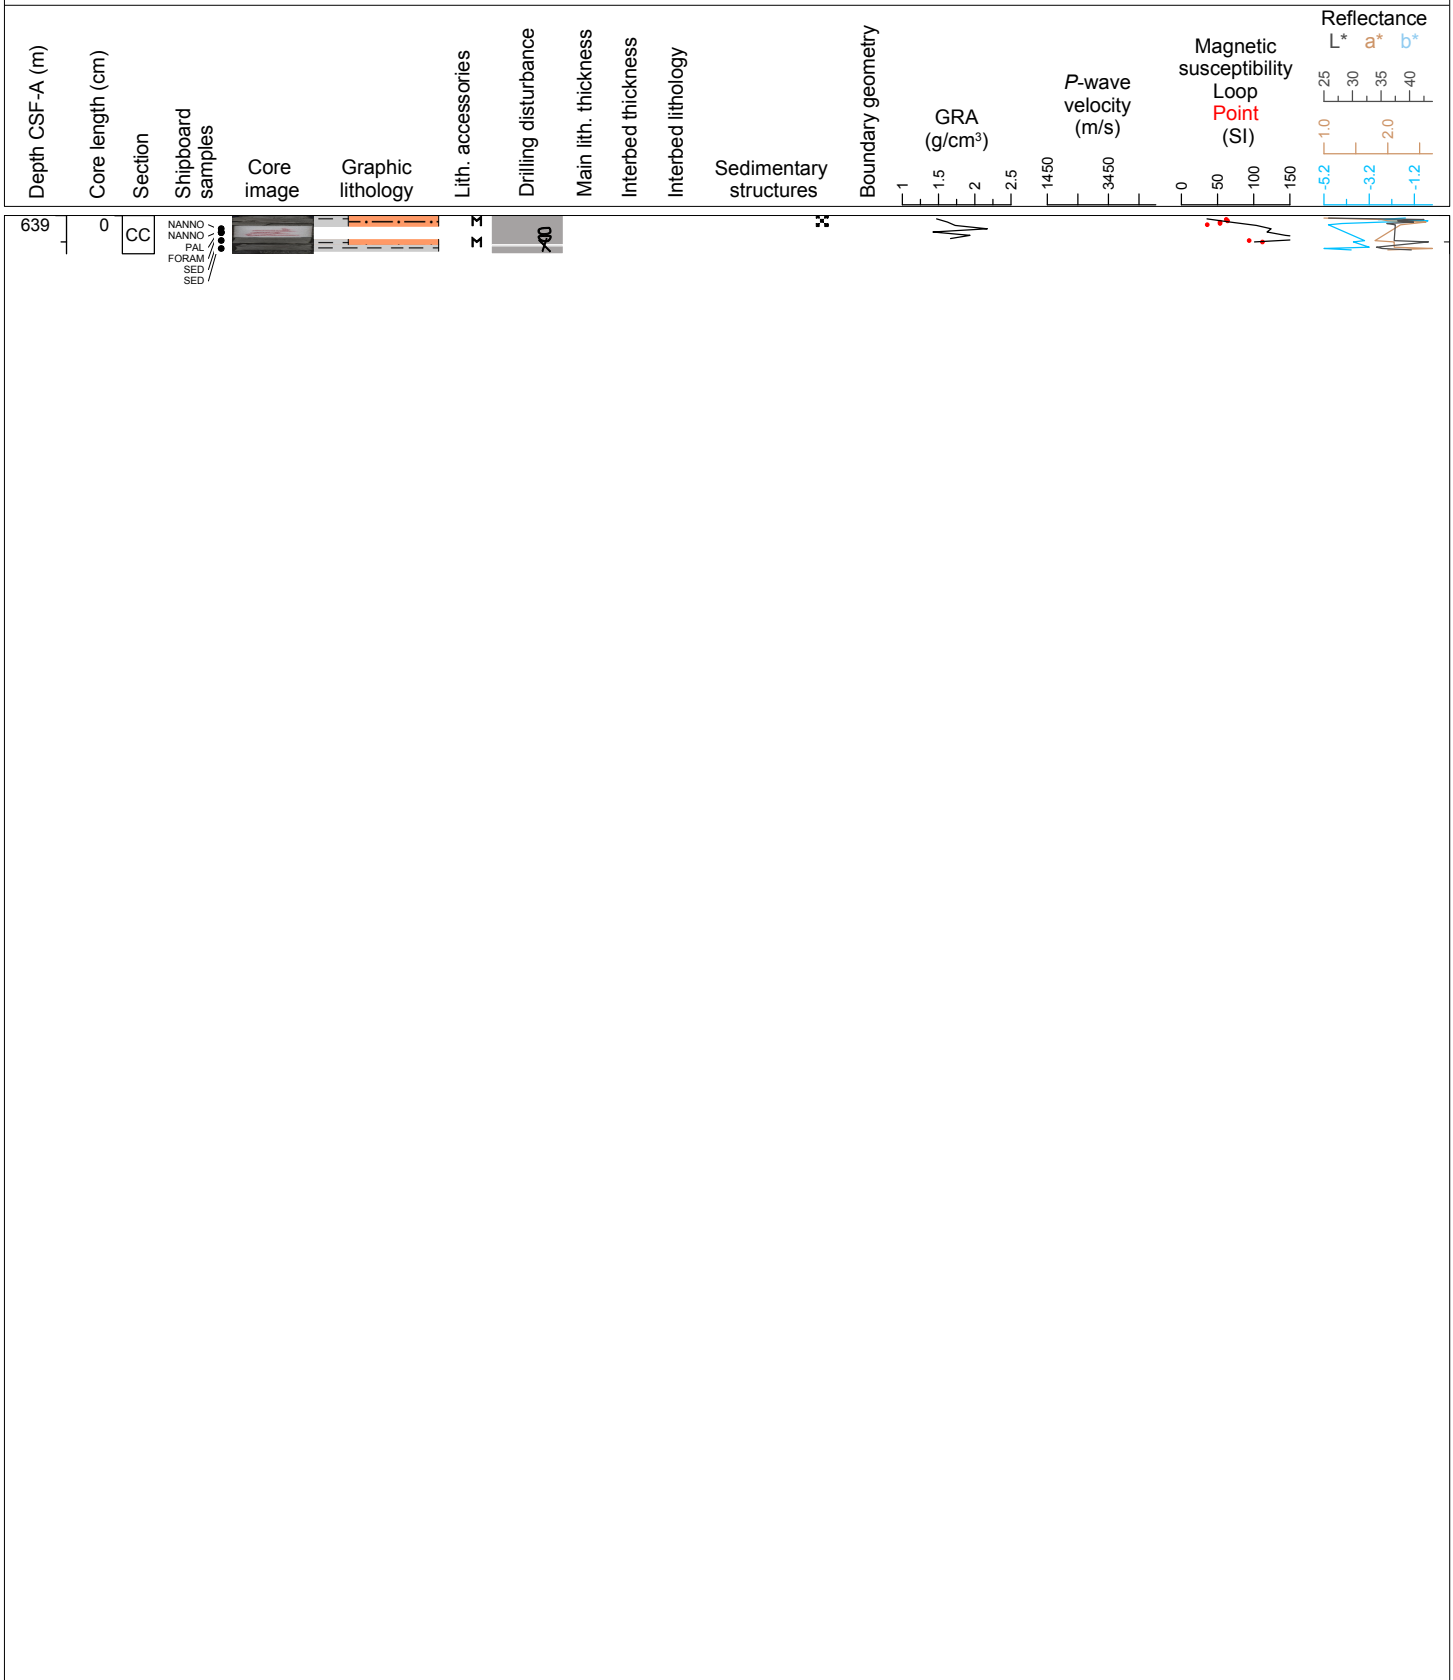 Depth CSF-A (m)
Core length (cm)
Section
Shipboard
samples
Core
image
Graphic
lithology
Lith. accessories
Drilling disturbance
Main lith. thickness
Interbed thickness
Interbed lithology
Sedimentary
structures
Boundary geometry
GRA
(g/cm³)
1 1.5 2 2.5
P-wave
velocity
(m/s)
1450 3450
Magnetic
susceptibility
Loop
Point
(SI)
0 50 100 150
Reflectance
L* a* b*
25 30 35 40
1.0 2.0
-5.2 -3.2 -1.2
639 0 CC
NANNO
NANNO
PAL
FORAM
SED
SED
M
M